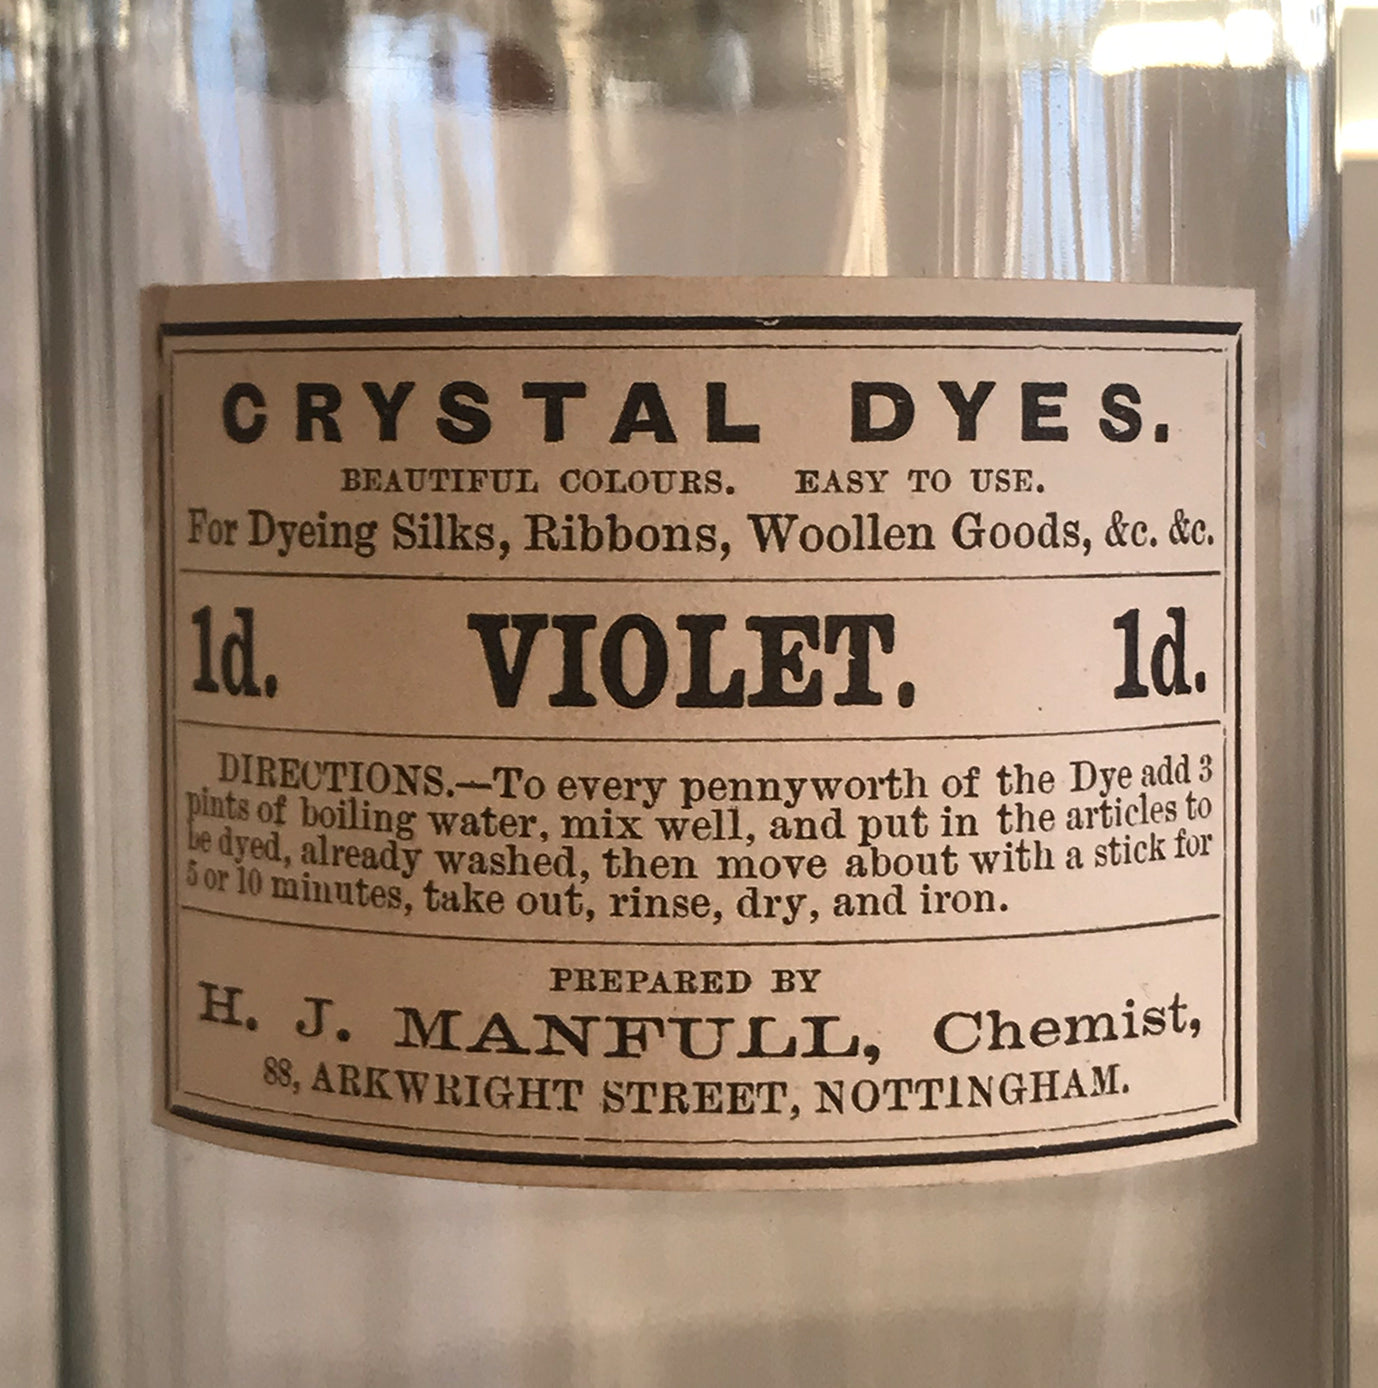 CRYSTAL DYES.
BEAUTIFUL COLOURS. EASY TO USE.
For Dyeing Silks, Ribbons, Woollen Goods, &c. &c.
1d. VIOLET. 1d.
DIRECTIONS.—To every pennyworth of the Dye add 3
pints of boiling water, mix well, and put in the articles to
be dyed, already washed, then move about with a stick for
5 or 10 minutes, take out, rinse, dry, and iron.
PREPARED BY
H. J. MANFULL, Chemist,
88, ARKWRIGHT STREET, NOTTINGHAM.